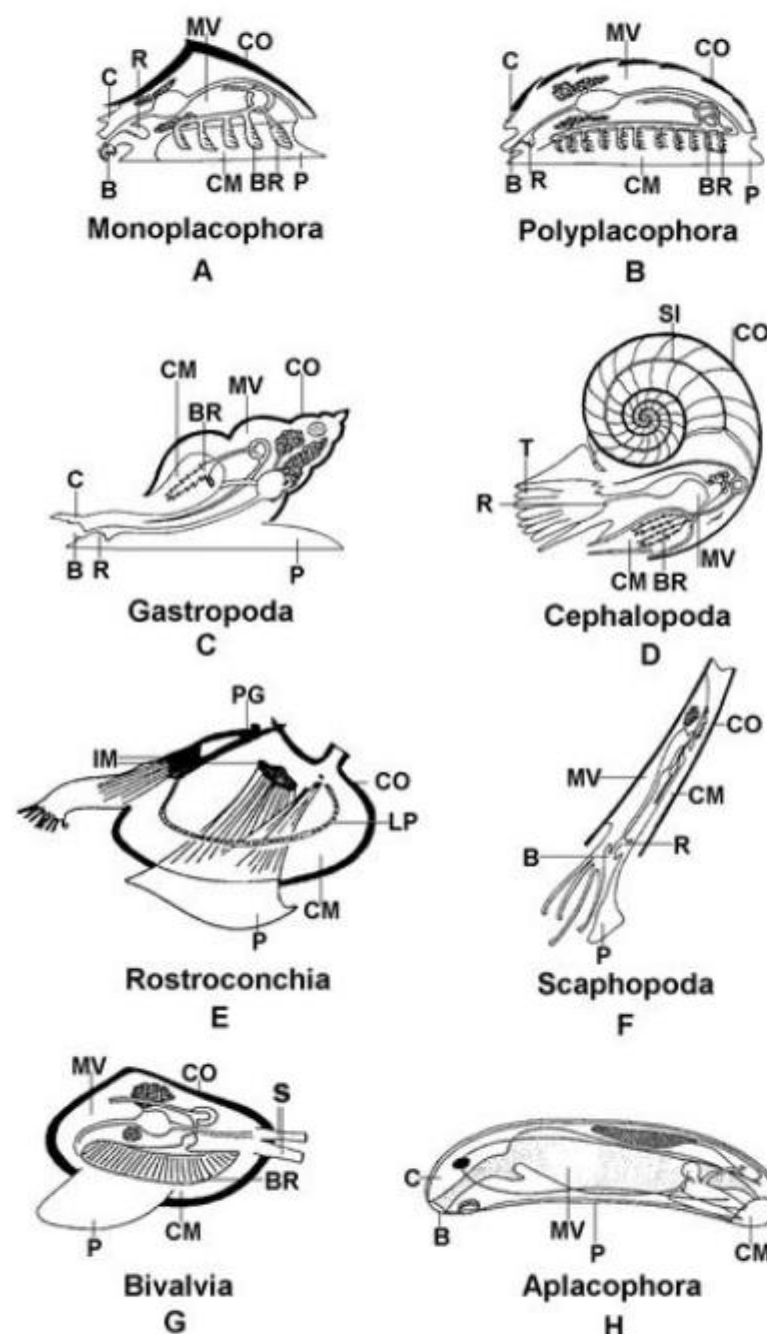 MV
CO
R
C
B
CM
BR
P
Monoplacophora
A
MV
CO
C
B
R
CM
BR
P
Polyplacophora
B
CM
BR
MV
CO
C
B
R
P
Gastropoda
C
SI
CO
T
R
CM
BR
MV
Cephalopoda
D
PG
IM
CO
LP
CM
P
Rostroconchia
E
CO
MV
CM
B
R
P
Scaphopoda
F
MV
CO
S
BR
CM
P
Bivalvia
G
C
B
MV
P
CM
Aplacophora
H